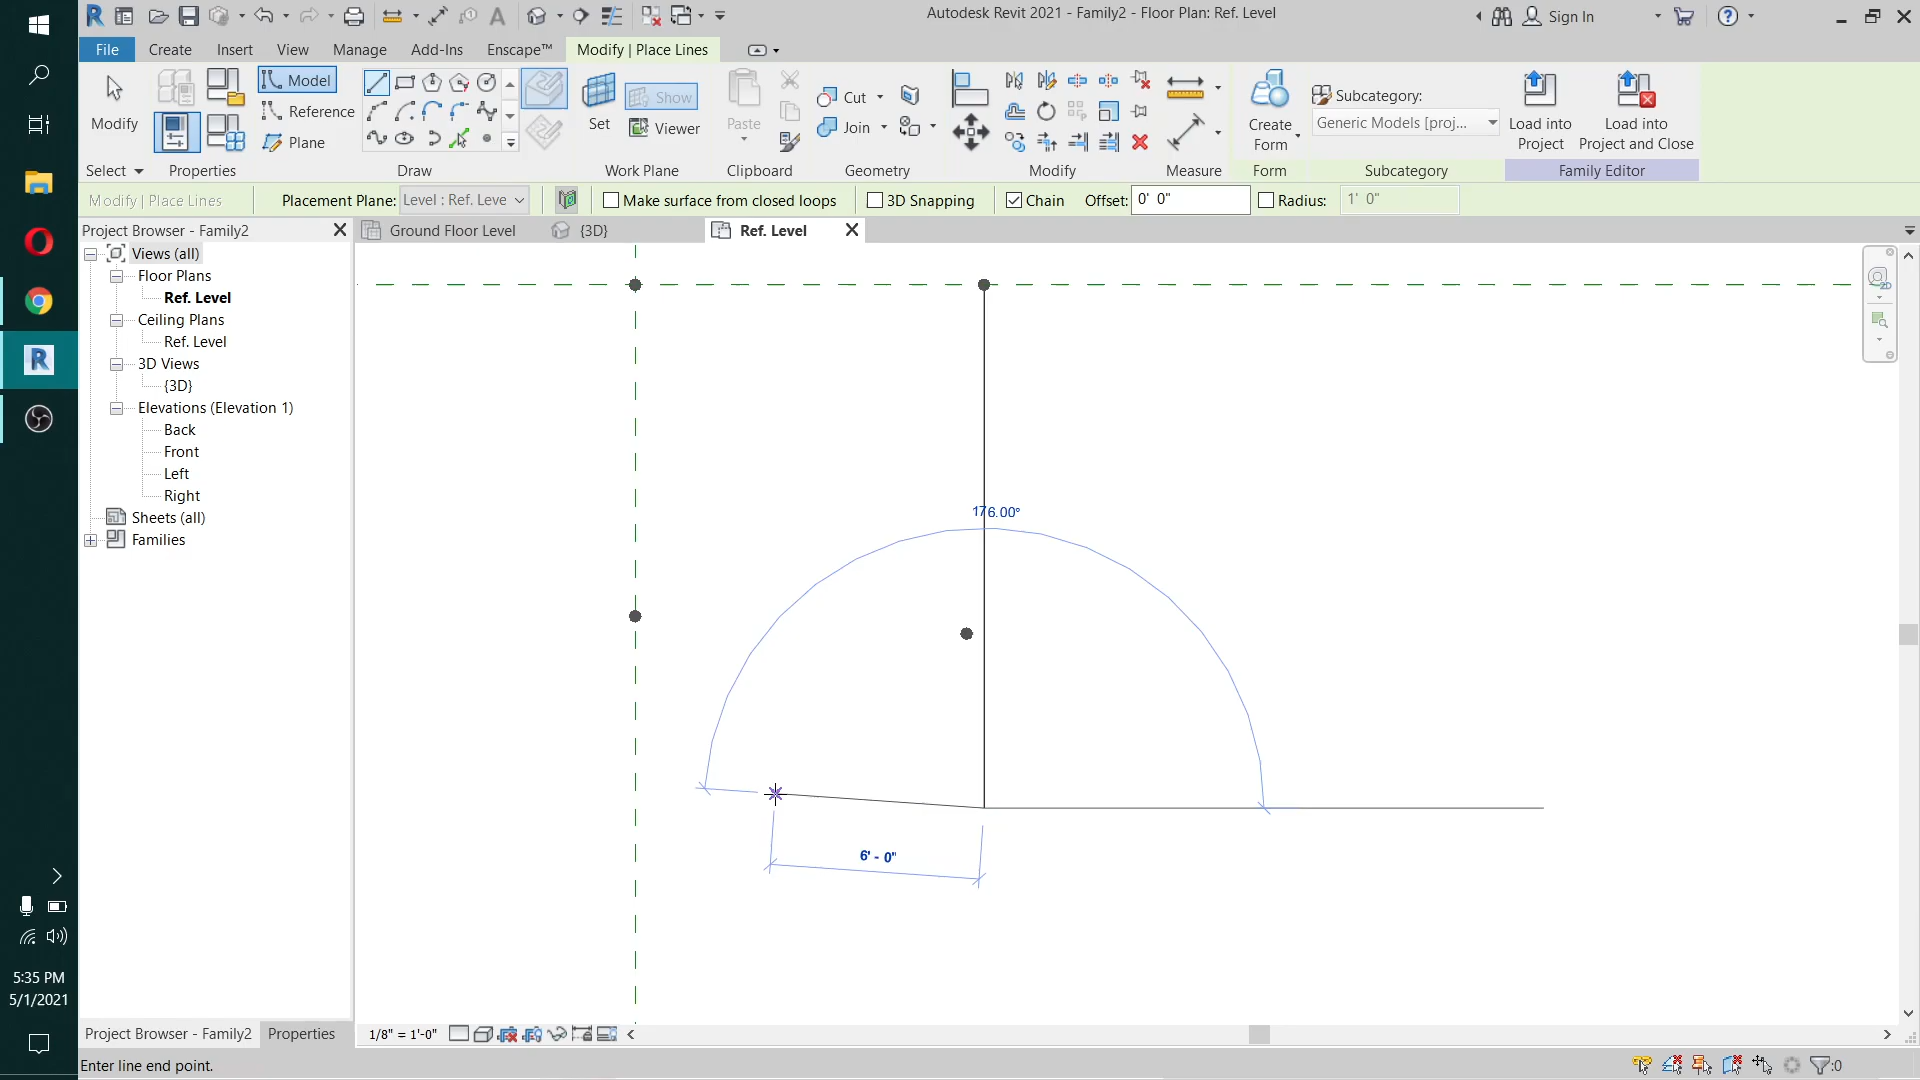 Autodesk Revit 2021 - Family2 - Floor Plan: Ref. Level
Sign In
File
Create
Insert
View
Manage
Add-Ins
Enscape™
Modify | Place Lines
Modify
Model
Reference
Plane
Set
Show
Viewer
Paste
Cut
Join
Create
Form
Subcategory:
Generic Models [proj...
Load into
Project
Load into
Project and Close
Select
Properties
Draw
Work Plane
Clipboard
Geometry
Modify
Measure
Form
Subcategory
Family Editor
Modify | Place Lines
Placement Plane:
Level : Ref. Leve
Make surface from closed loops
3D Snapping
Chain
Offset:
0' 0"
Radius:
1' 0"
Project Browser - Family2
Ground Floor Level
{3D}
Ref. Level
Views (all)
Floor Plans
Ref. Level
Ceiling Plans
Ref. Level
3D Views
{3D}
Elevations (Elevation 1)
Back
Front
Left
Right
Sheets (all)
Families
2D
176.00°
6' - 0"
5:35 PM
5/1/2021
Project Browser - Family2
Properties
1/8" = 1'-0"
Enter line end point.
:0